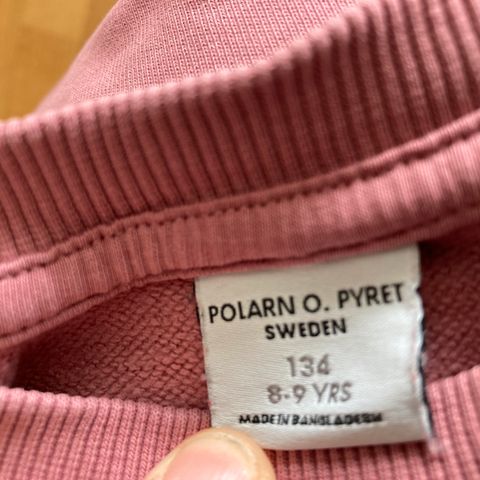 POLARN O. PYRET
SWEDEN
134
8-9 YRS
MADE IN BANGLADESH